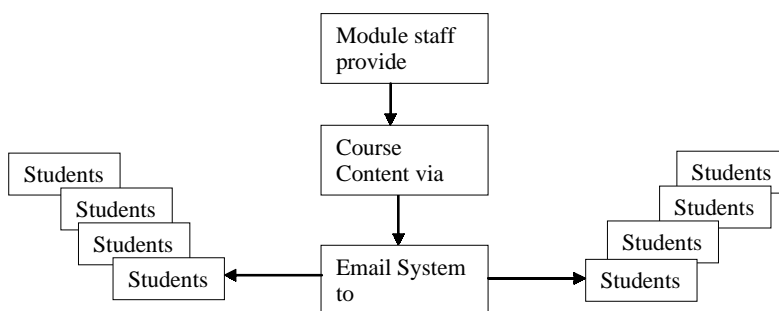 Module staff
provide
Course
Content via
Students
Students
Students
Students
Students
Students
Students
Students
Email System
to